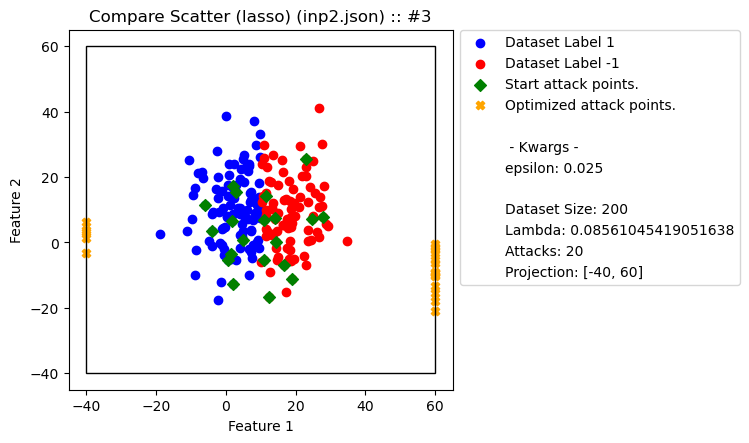 Compare Scatter (lasso) (inp2.json) :: #3
Dataset Label 1
Dataset Label -1
Start attack points.
Optimized attack points.
- Kwargs -
epsilon: 0.025
Dataset Size: 200
Lambda: 0.08561045419051638
Attacks: 20
Projection: [-40, 60]
Feature 2
60
40
20
0
−20
−40
−40 −20 0 20 40 60
Feature 1